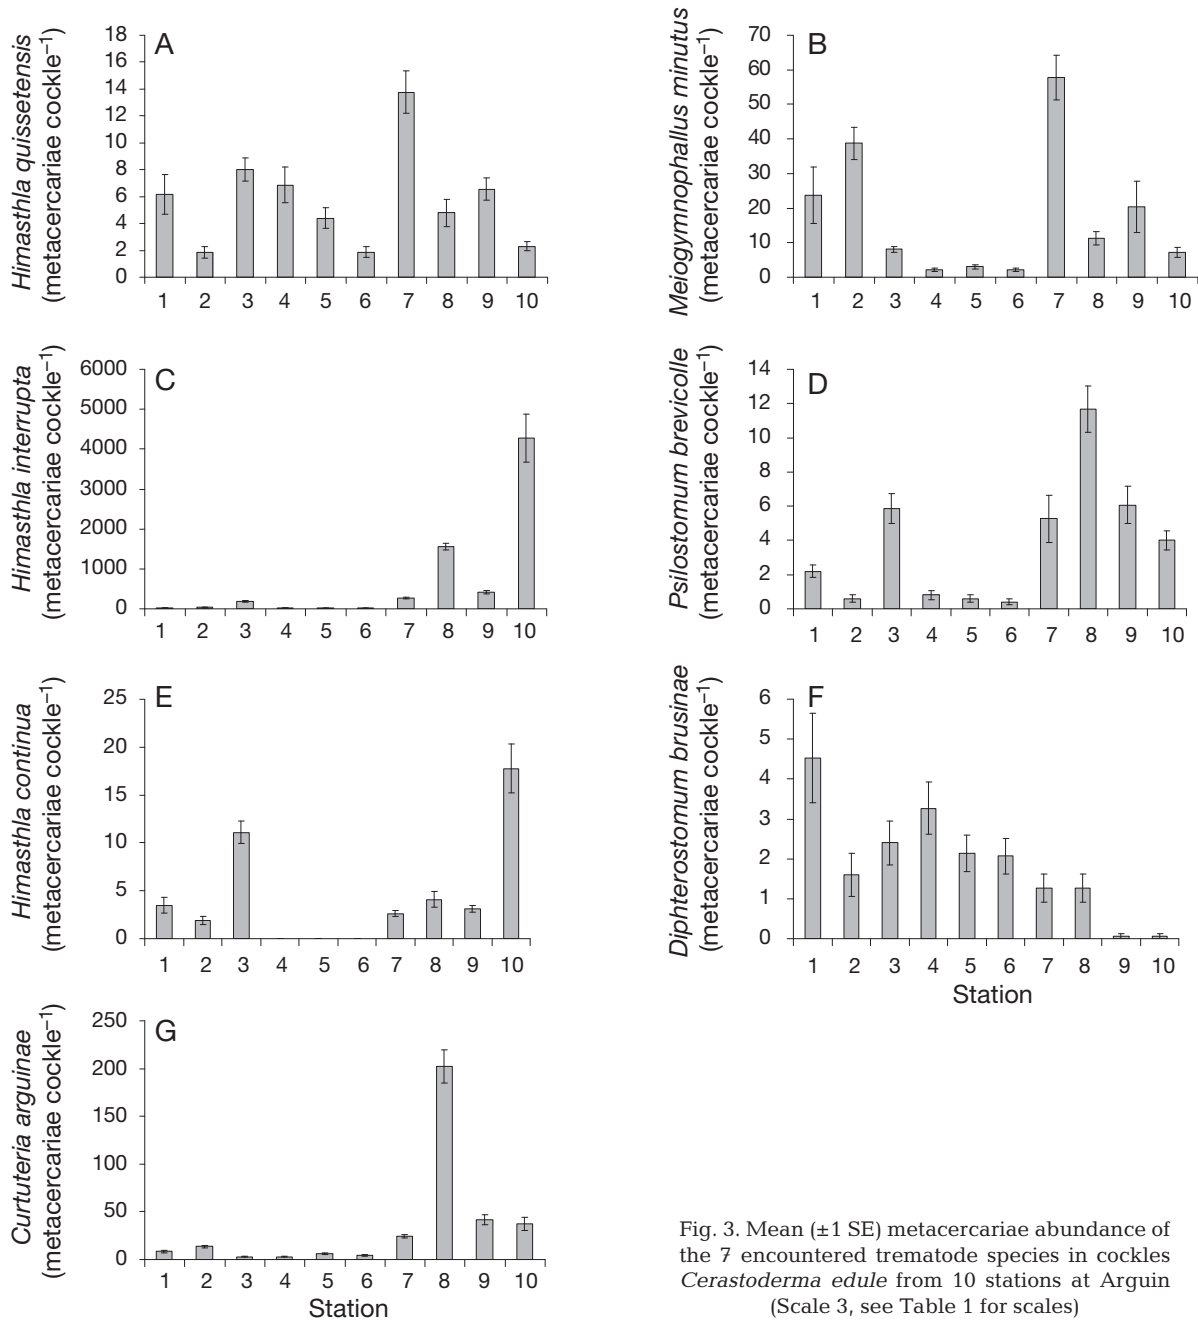 Himasthla quissetensis
(metacercariae cockle⁻¹)
18
16
14
12
10
8
6
4
2
0
A
1 2 3 4 5 6 7 8 9 10
Meiogymnophallus minutus
(metacercariae cockle⁻¹)
70
60
50
40
30
20
10
0
B
1 2 3 4 5 6 7 8 9 10
Himasthla interrupta
(metacercariae cockle⁻¹)
6000
5000
4000
3000
2000
1000
0
C
1 2 3 4 5 6 7 8 9 10
Psilostomum brevicolle
(metacercariae cockle⁻¹)
14
12
10
8
6
4
2
0
D
1 2 3 4 5 6 7 8 9 10
Himasthla continua
(metacercariae cockle⁻¹)
25
20
15
10
5
0
E
1 2 3 4 5 6 7 8 9 10
Diphterostomum brusinae
(metacercariae cockle⁻¹)
6
5
4
3
2
1
0
F
1 2 3 4 5 6 7 8 9 10
Station
Curtuteria arguinae
(metacercariae cockle⁻¹)
250
200
150
100
50
0
G
1 2 3 4 5 6 7 8 9 10
Station
Fig. 3. Mean (±1 SE) metacercariae abundance of
the 7 encountered trematode species in cockles
Cerastoderma edule from 10 stations at Arguin
(Scale 3, see Table 1 for scales)